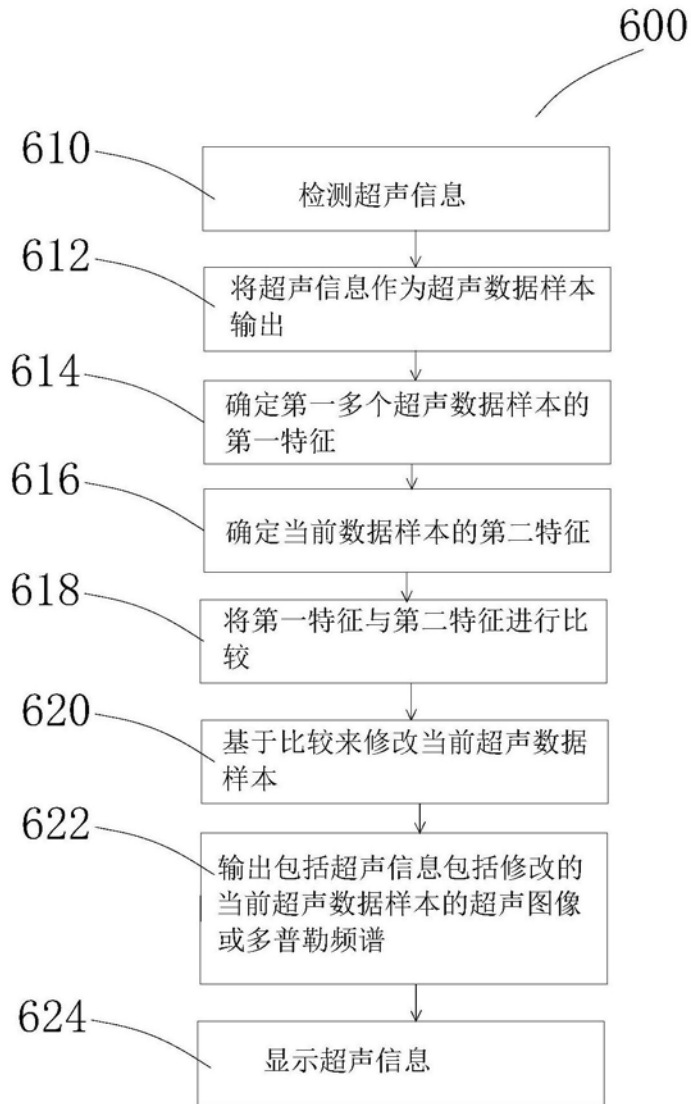 600
610
检测超声信息
612
将超声信息作为超声数据样本
输出
614
确定第一多个超声数据样本的
第一特征
616
确定当前数据样本的第二特征
618
将第一特征与第二特征进行比
较
620
基于比较来修改当前超声数据
样本
622
输出包括超声信息包括修改的
当前超声数据样本的超声图像
或多普勒频谱
624
显示超声信息